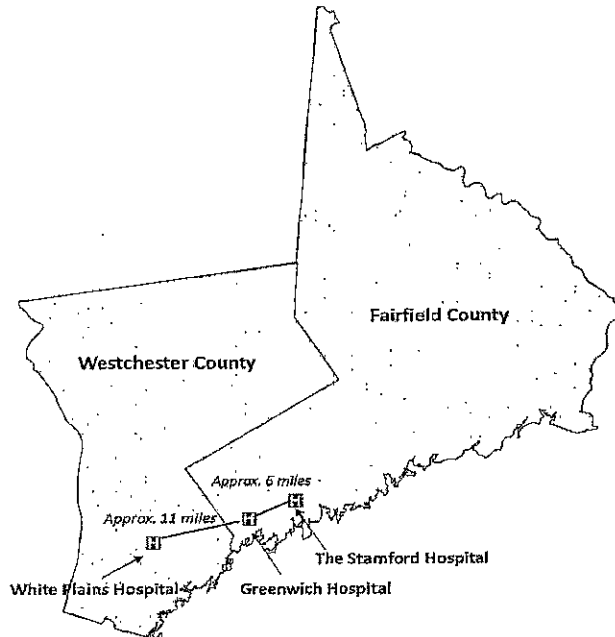 Fairfield County
Westchester County
Approx. 6 miles
H
Approx. 11 miles
H
H
The Stamford Hospital
White Plains Hospital
Greenwich Hospital